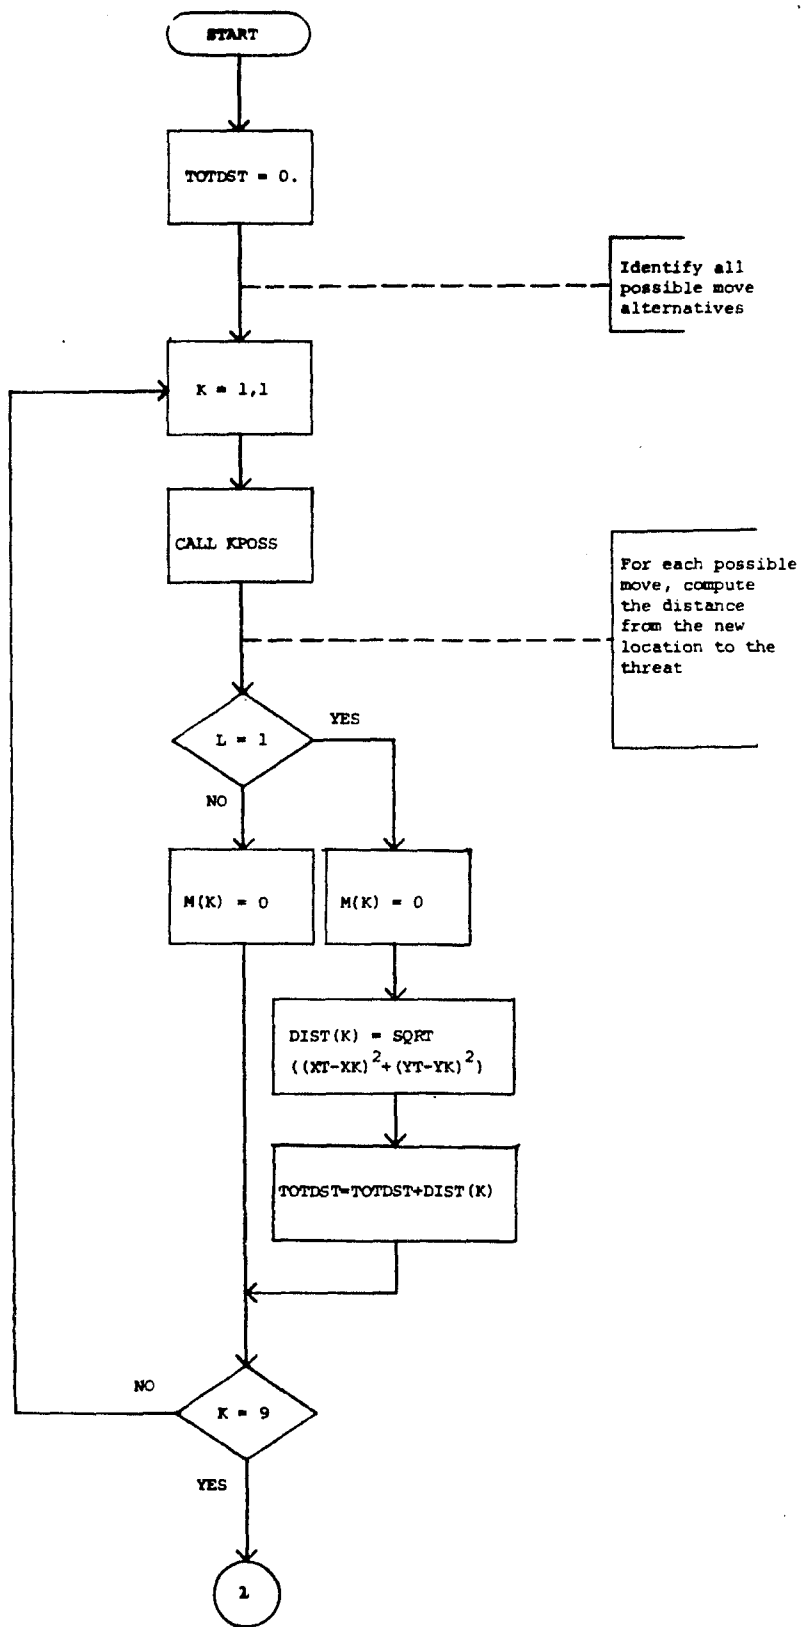 START
TOTDST = 0.
Identify all
possible move
alternatives
K = 1,1
CALL KPOSS
For each possible
move, compute
the distance
from the new
location to the
threat
L = 1
YES
NO
M(K) = 0
M(K) = 0
DIST(K) = SQRT
((XT-XK)²+(YT-YK)²)
TOTDST=TOTDST+DIST(K)
NO
K = 9
YES